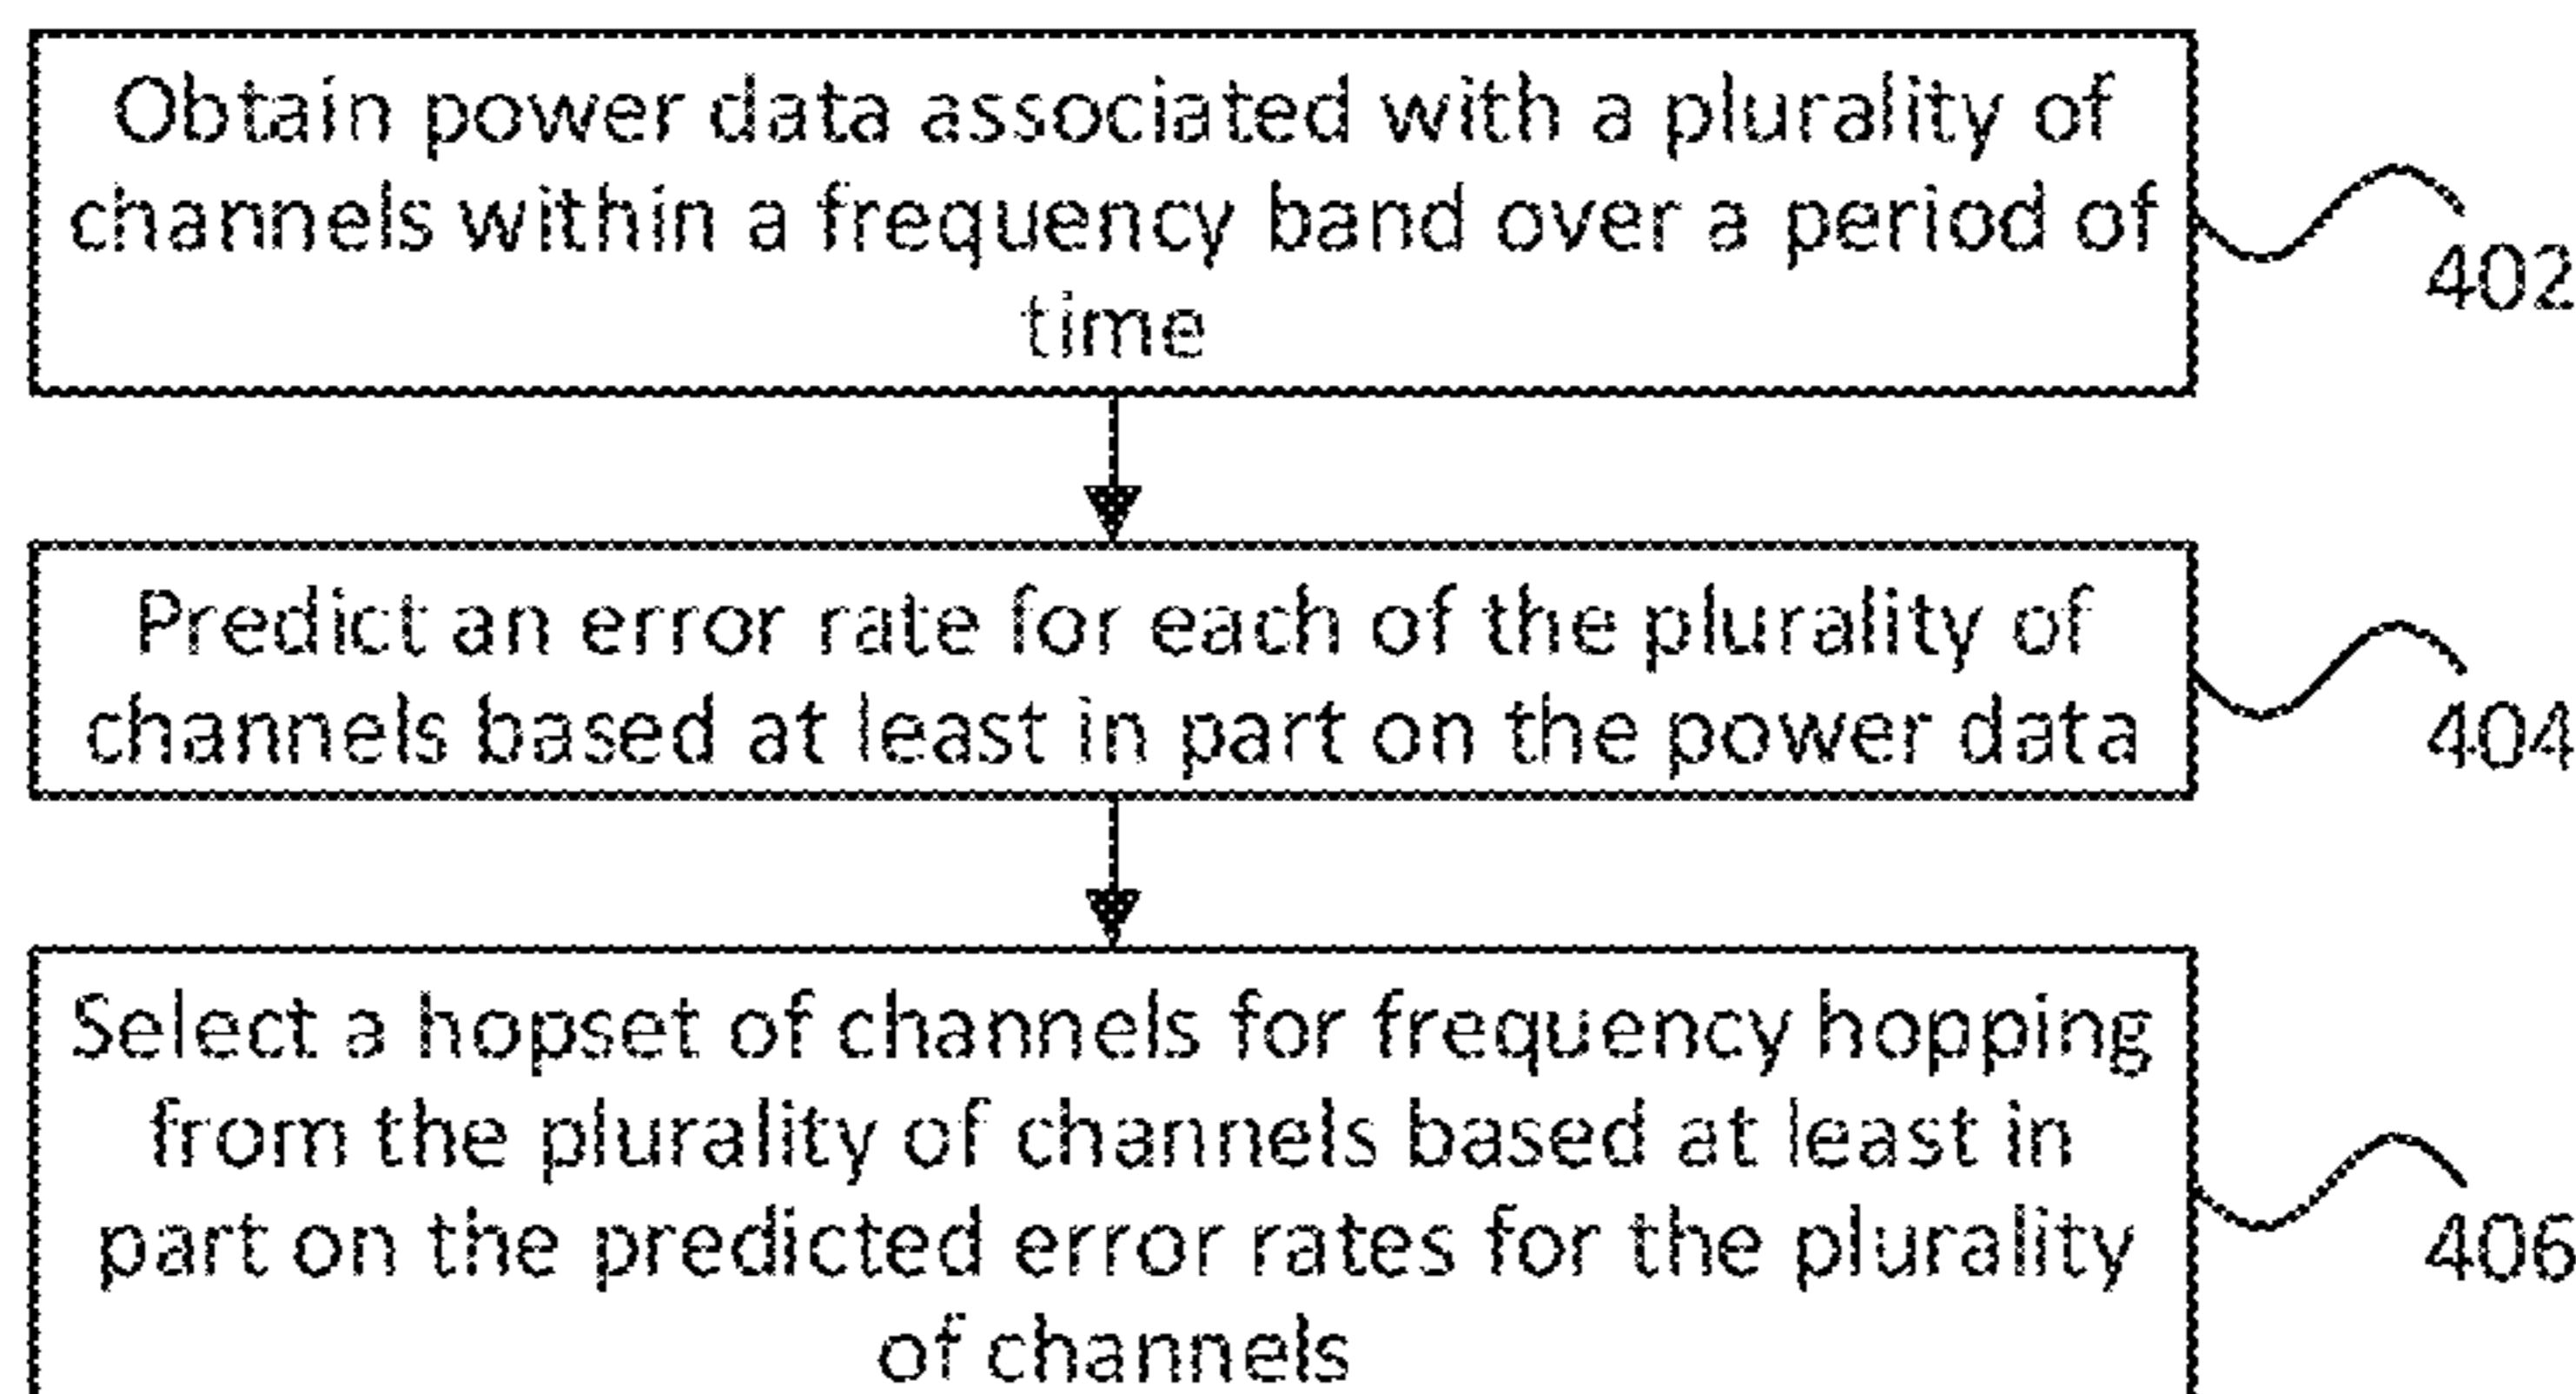 Obtain power data associated with a plurality of
channels within a frequency band over a period of
time
402
Predict an error rate for each of the plurality of
channels based at least in part on the power data
404
Select a hopset of channels for frequency hopping
from the plurality of channels based at least in
part on the predicted error rates for the plurality
of channels
406